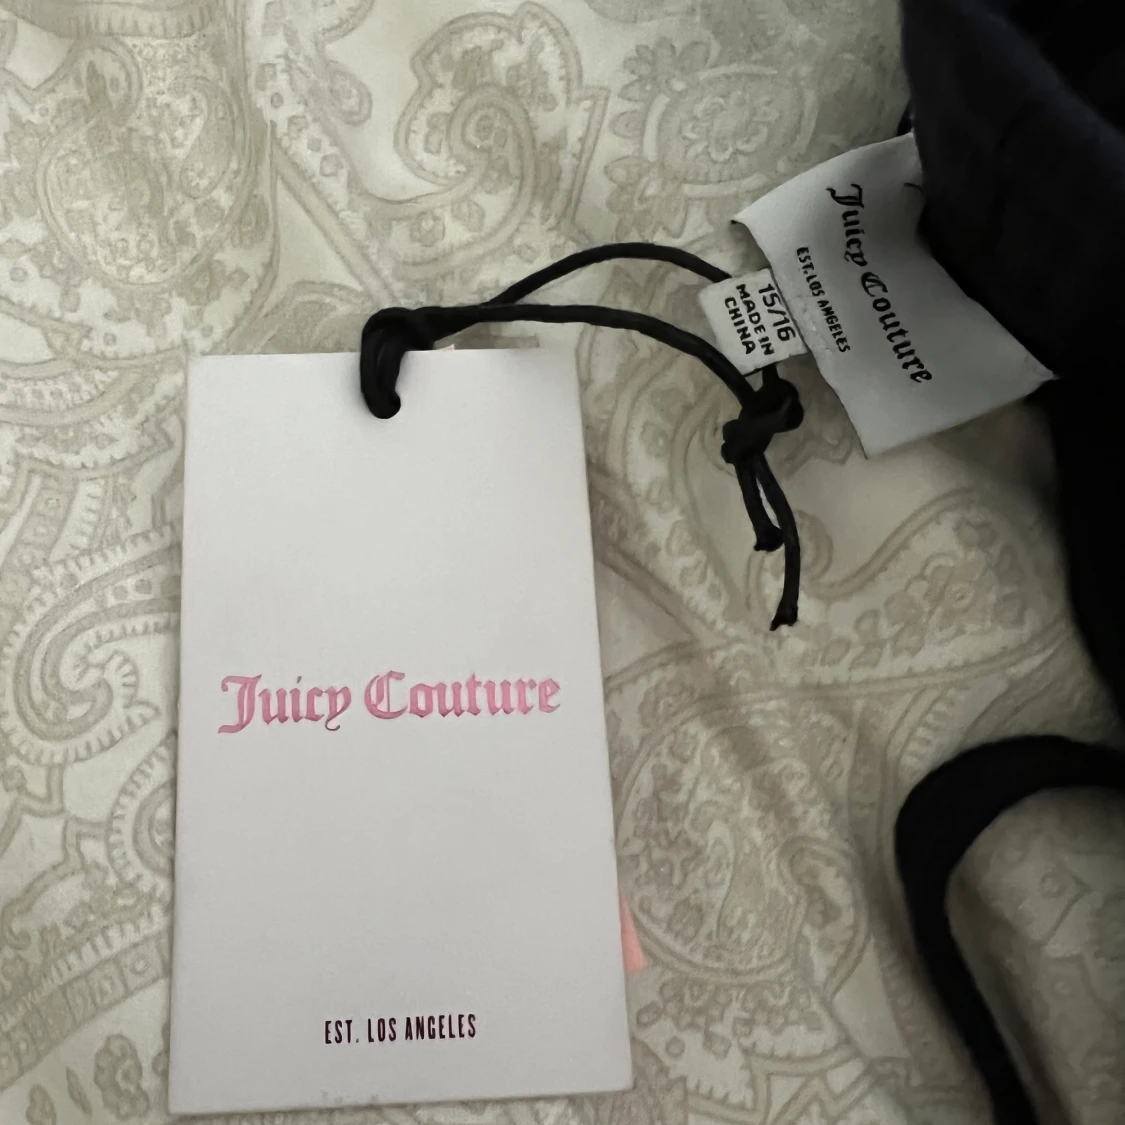 Juicy Couture
EST. LOS ANGELES
15/16
MADE IN
CHINA
Juicy Couture
EST. LOS ANGELES